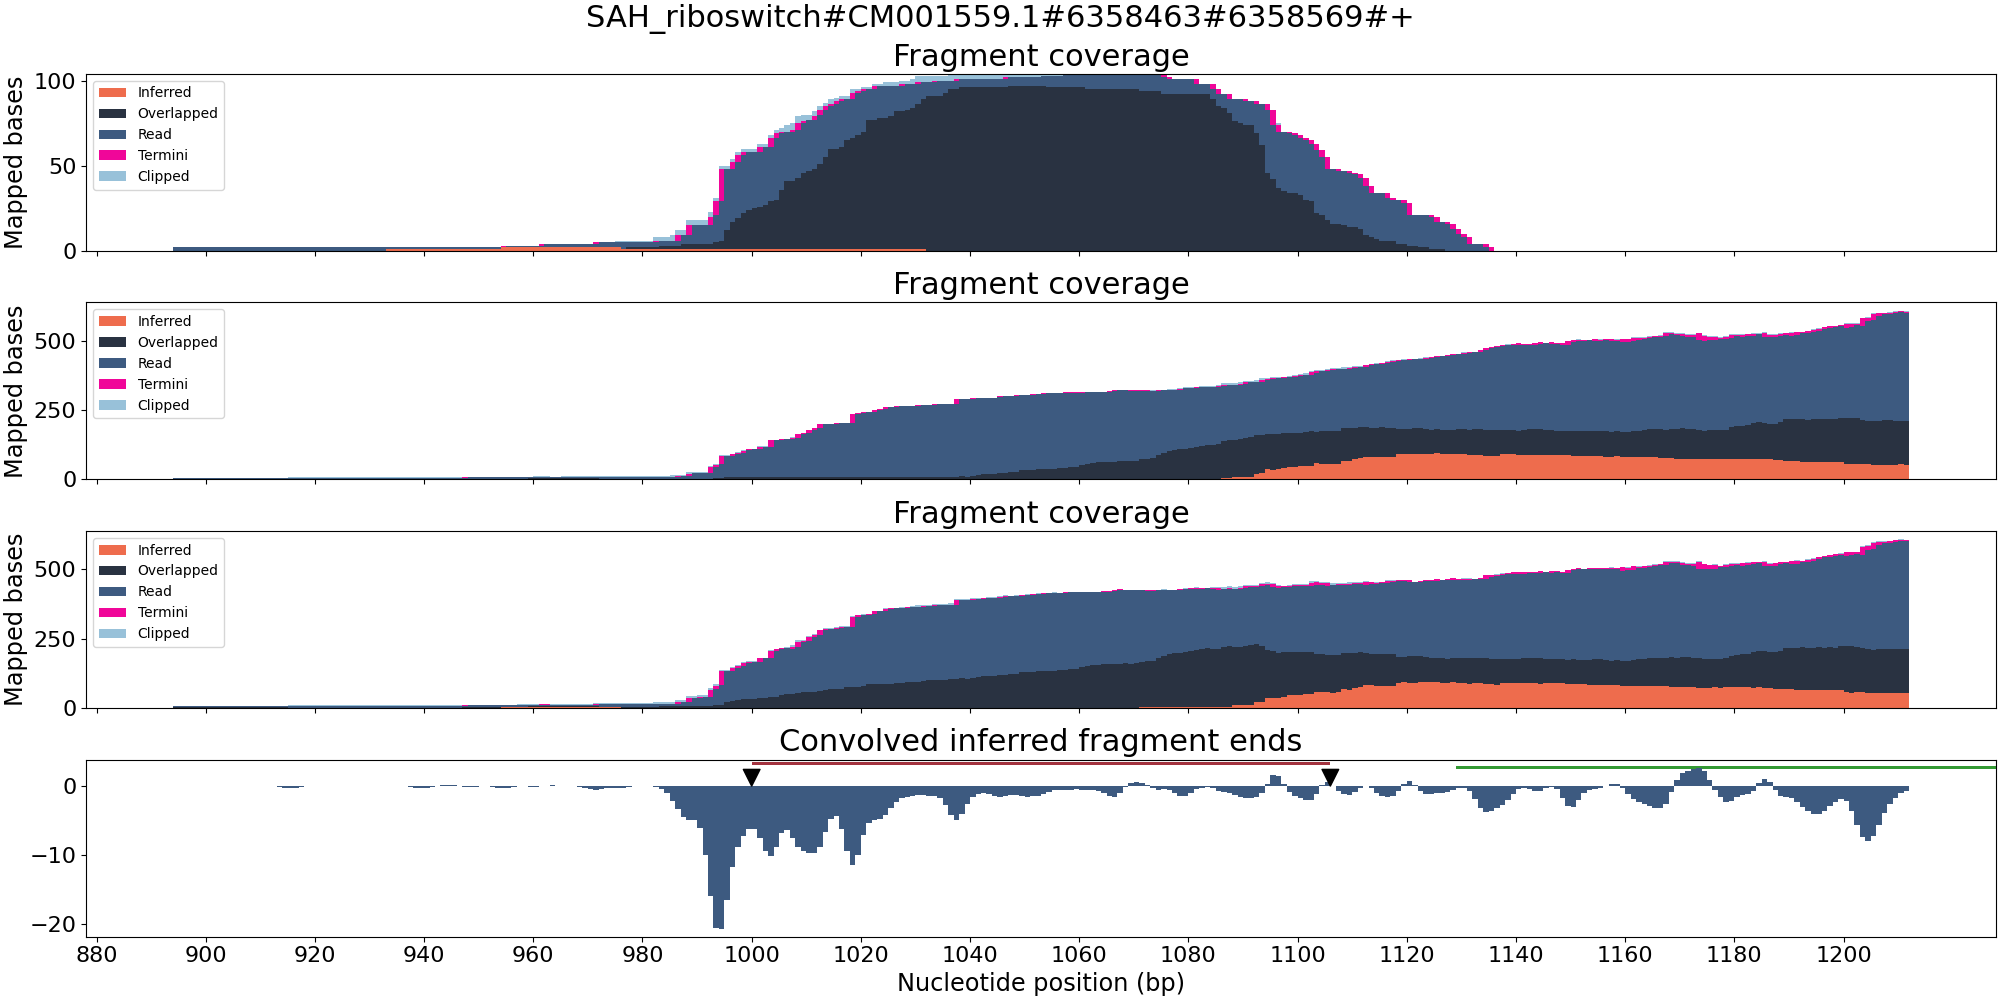 SAH_riboswitch#CM001559.1#6358463#6358569#+
Fragment coverage
Mapped bases
100
50
0
Inferred
Overlapped
Read
Termini
Clipped
Fragment coverage
Mapped bases
500
250
0
Inferred
Overlapped
Read
Termini
Clipped
Fragment coverage
Mapped bases
500
250
0
Inferred
Overlapped
Read
Termini
Clipped
Convolved inferred fragment ends
0
−10
−20
880 900 920 940 960 980 1000 1020 1040 1060 1080 1100 1120 1140 1160 1180 1200
Nucleotide position (bp)